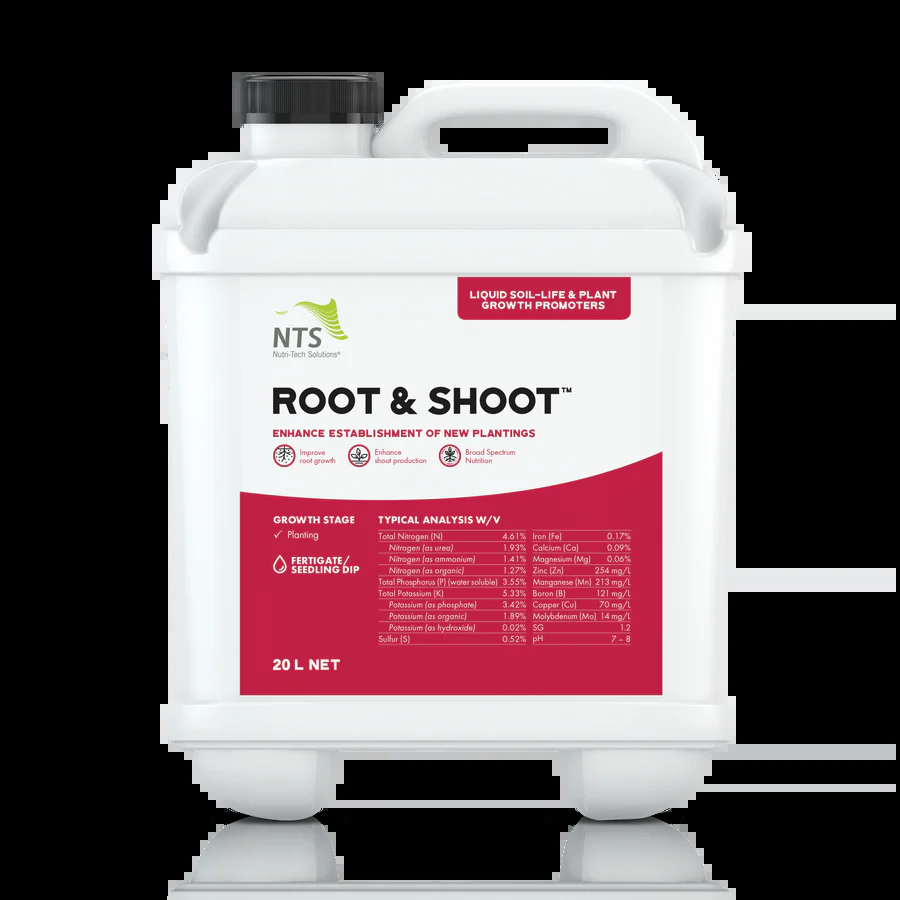 LIQUID SOIL-LIFE & PLANT
GROWTH PROMOTERS
NTS
Nutri-Tech Solutions®
ROOT & SHOOT™
ENHANCE ESTABLISHMENT OF NEW PLANTINGS
Improve
root growth
Enhance
shoot production
Broad Spectrum
Nutrition
GROWTH STAGE
✓ Planting
FERTIGATE/
SEEDLING DIP
TYPICAL ANALYSIS W/V
Total Nitrogen (N) 4.61%
Nitrogen (as urea) 1.93%
Nitrogen (as ammonium) 1.41%
Nitrogen (as organic) 1.27%
Total Phosphorus (P) (water soluble) 3.55%
Total Potassium (K) 5.33%
Potassium (as phosphate) 3.42%
Potassium (as organic) 1.89%
Potassium (as hydroxide) 0.02%
Sulfur (S) 0.52%
Iron (Fe) 0.17%
Calcium (Ca) 0.09%
Magnesium (Mg) 0.06%
Zinc (Zn) 254 mg/L
Manganese (Mn) 213 mg/L
Boron (B) 121 mg/L
Copper (Cu) 70 mg/L
Molybdenum (Mo) 14 mg/L
SG 1.2
pH 7 – 8
20 L NET